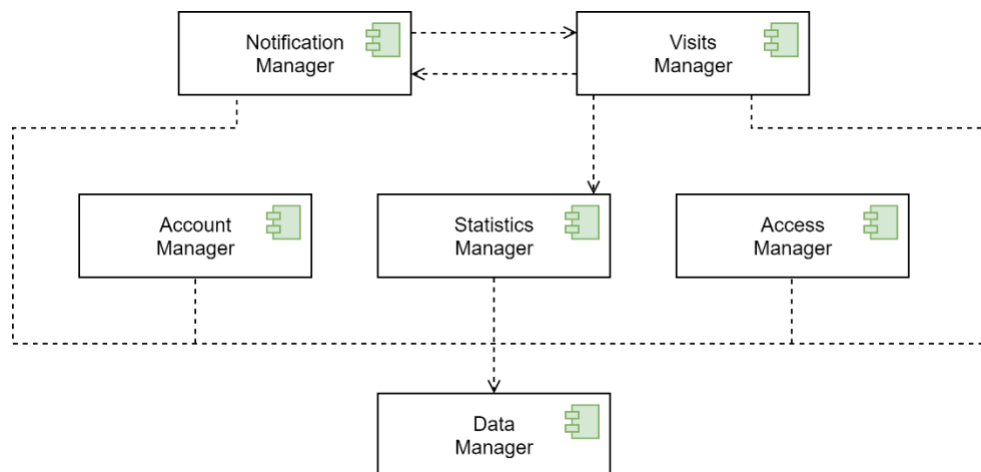 Notification
Manager
Visits
Manager
Account
Manager
Statistics
Manager
Access
Manager
Data
Manager